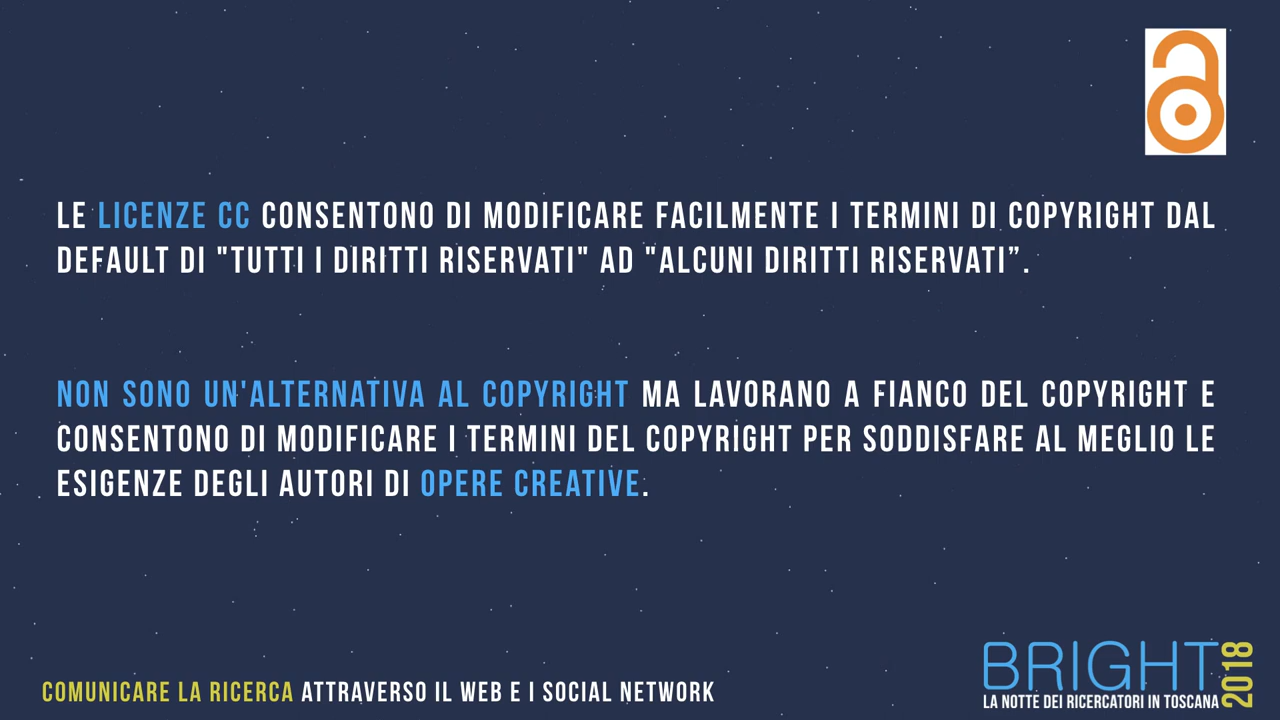 LE LICENZE CC CONSENTONO DI MODIFICARE FACILMENTE I TERMINI DI COPYRIGHT DAL
DEFAULT DI "TUTTI I DIRITTI RISERVATI" AD "ALCUNI DIRITTI RISERVATI”.
NON SONO UN'ALTERNATIVA AL COPYRIGHT MA LAVORANO A FIANCO DEL COPYRIGHT E
CONSENTONO DI MODIFICARE I TERMINI DEL COPYRIGHT PER SODDISFARE AL MEGLIO LE
ESIGENZE DEGLI AUTORI DI OPERE CREATIVE.
COMUNICARE LA RICERCA ATTRAVERSO IL WEB E I SOCIAL NETWORK
BRIGHT 2018
LA NOTTE DEI RICERCATORI IN TOSCANA